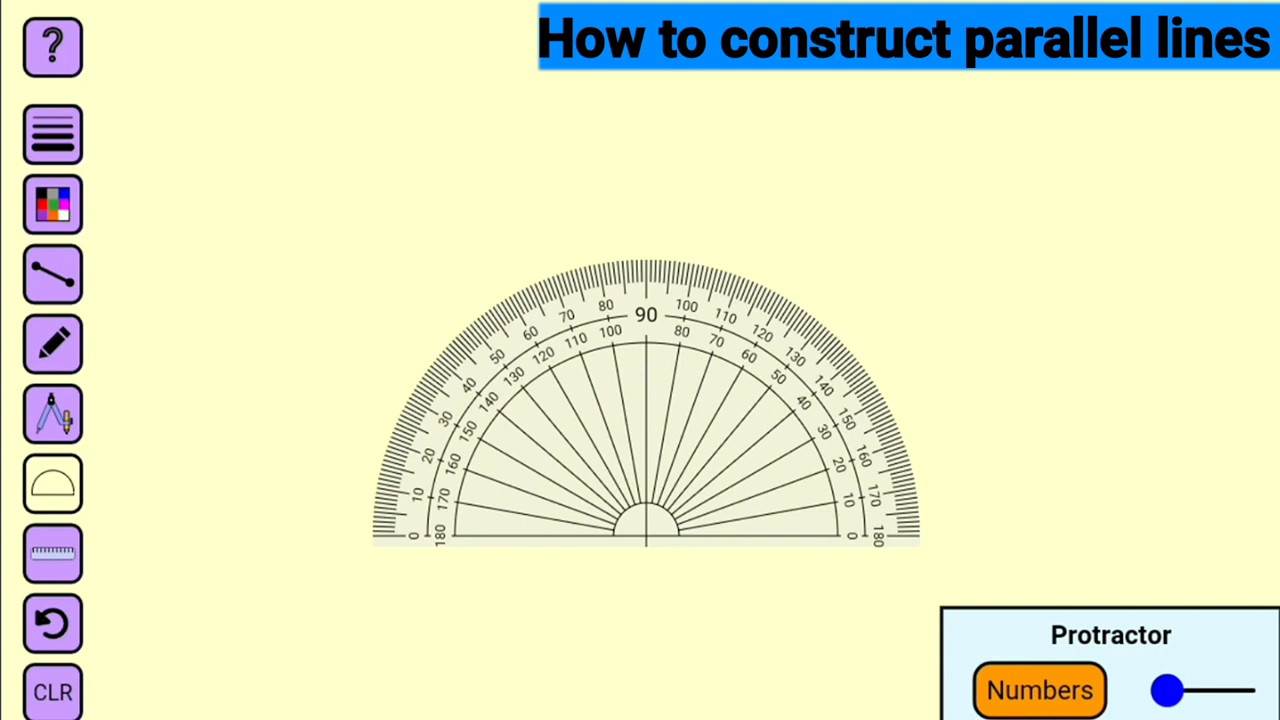 ?
How to construct parallel lines
0 10 20 30 40 50 60 70 80 90 100 110 120 130 140 150 160 170 180
180 170 160 150 140 130 120 110 100 80 70 60 50 40 30 20 10 0
CLR
Protractor
Numbers